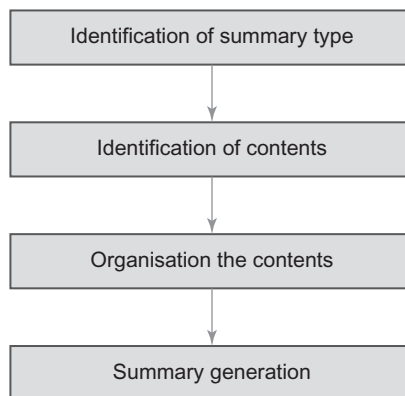 Identification of summary type
Identification of contents
Organisation the contents
Summary generation